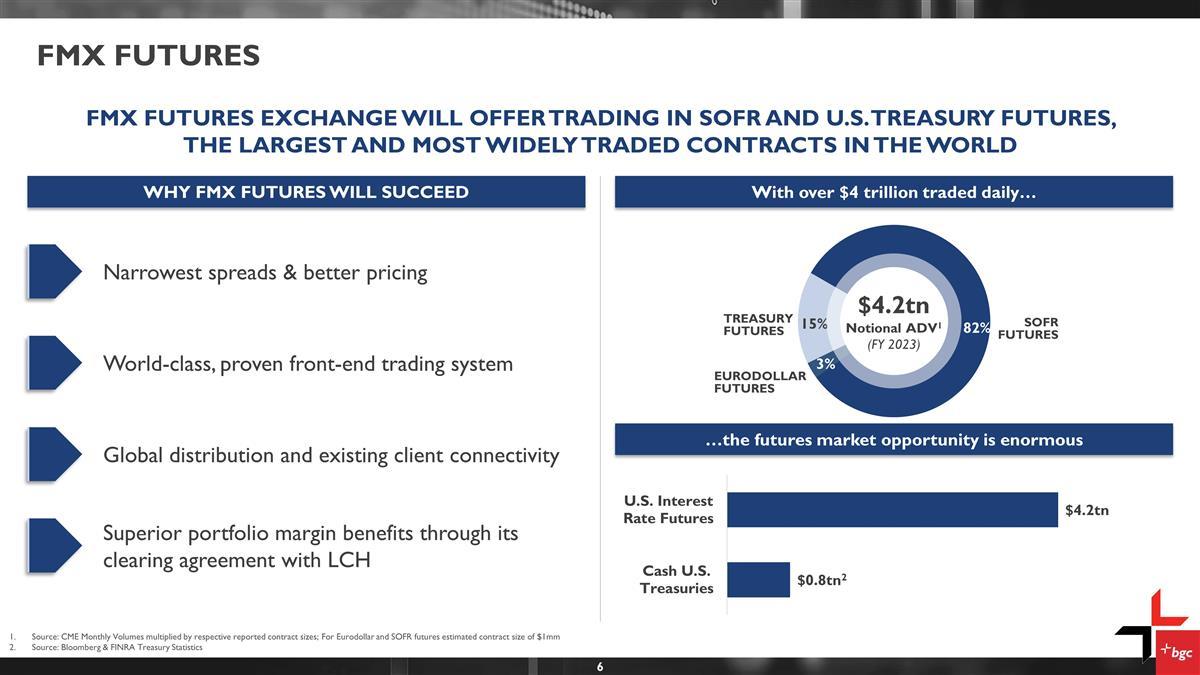 FMX FUTURES
FMX FUTURES EXCHANGE WILL OFFER TRADING IN SOFR AND U.S. TREASURY FUTURES,
THE LARGEST AND MOST WIDELY TRADED CONTRACTS IN THE WORLD
WHY FMX FUTURES WILL SUCCEED
Narrowest spreads & better pricing
World-class, proven front-end trading system
Global distribution and existing client connectivity
Superior portfolio margin benefits through its
clearing agreement with LCH
With over $4 trillion traded daily…
TREASURY
FUTURES
15%
$4.2tn
Notional ADV1
(FY 2023)
82%
SOFR
FUTURES
3%
EURODOLLAR
FUTURES
…the futures market opportunity is enormous
U.S. Interest
Rate Futures
$4.2tn
Cash U.S.
Treasuries
$0.8tn2
1. Source: CME Monthly Volumes multiplied by respective reported contract sizes; For Eurodollar and SOFR futures estimated contract size of $1mm
2. Source: Bloomberg & FINRA Treasury Statistics
bgc
6